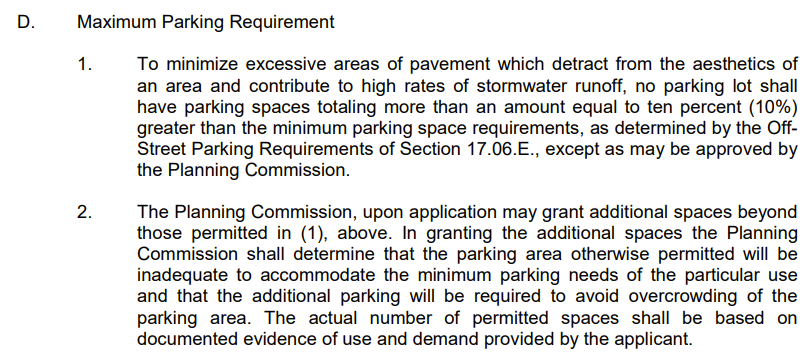 D. Maximum Parking Requirement
1. To minimize excessive areas of pavement which detract from the aesthetics of
an area and contribute to high rates of stormwater runoff, no parking lot shall
have parking spaces totaling more than an amount equal to ten percent (10%)
greater than the minimum parking space requirements, as determined by the Off-
Street Parking Requirements of Section 17.06.E., except as may be approved by
the Planning Commission.
2. The Planning Commission, upon application may grant additional spaces beyond
those permitted in (1), above. In granting the additional spaces the Planning
Commission shall determine that the parking area otherwise permitted will be
inadequate to accommodate the minimum parking needs of the particular use
and that the additional parking will be required to avoid overcrowding of the
parking area. The actual number of permitted spaces shall be based on
documented evidence of use and demand provided by the applicant.